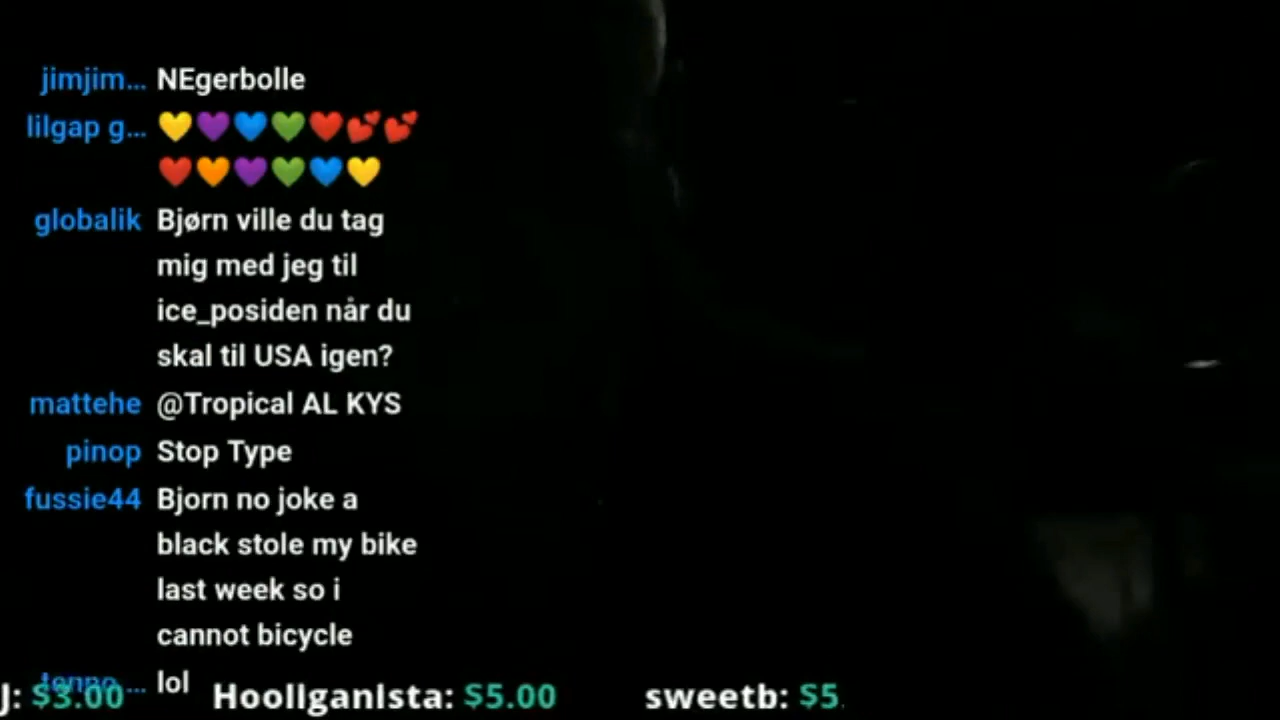 jimjim... NEgerbolle
lilgap g... 💛💜💙💚❤️💕💕
❤️🧡💜💚💙💛
globalik Bjørn ville du tag
mig med jeg til
ice_posiden når du
skal til USA igen?
mattehe @Tropical AL KYS
pinop Stop Type
fussie44 Bjorn no joke a
black stole my bike
last week so i
cannot bicycle
lol
J: $3.00 HoolIganIsta: $5.00 sweetb: $5